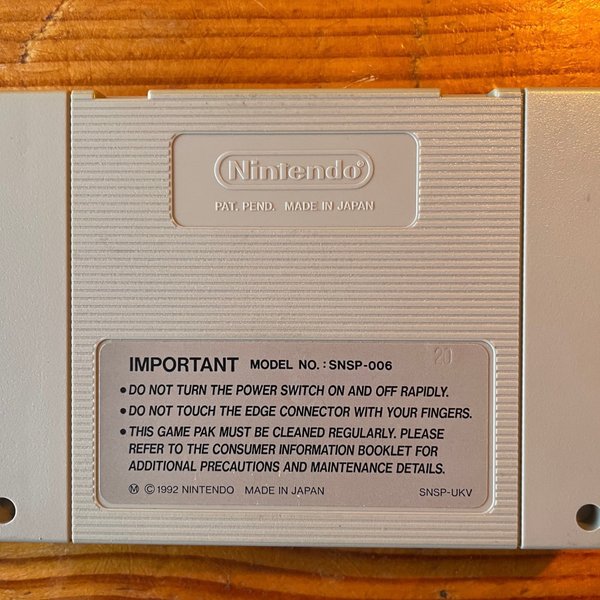 Nintendo®
PAT. PEND. MADE IN JAPAN
20
IMPORTANT MODEL NO.: SNSP-006
• DO NOT TURN THE POWER SWITCH ON AND OFF RAPIDLY.
• DO NOT TOUCH THE EDGE CONNECTOR WITH YOUR FINGERS.
• THIS GAME PAK MUST BE CLEANED REGULARLY. PLEASE
REFER TO THE CONSUMER INFORMATION BOOKLET FOR
ADDITIONAL PRECAUTIONS AND MAINTENANCE DETAILS.
Ⓜ ©1992 NINTENDO MADE IN JAPAN SNSP-UKV